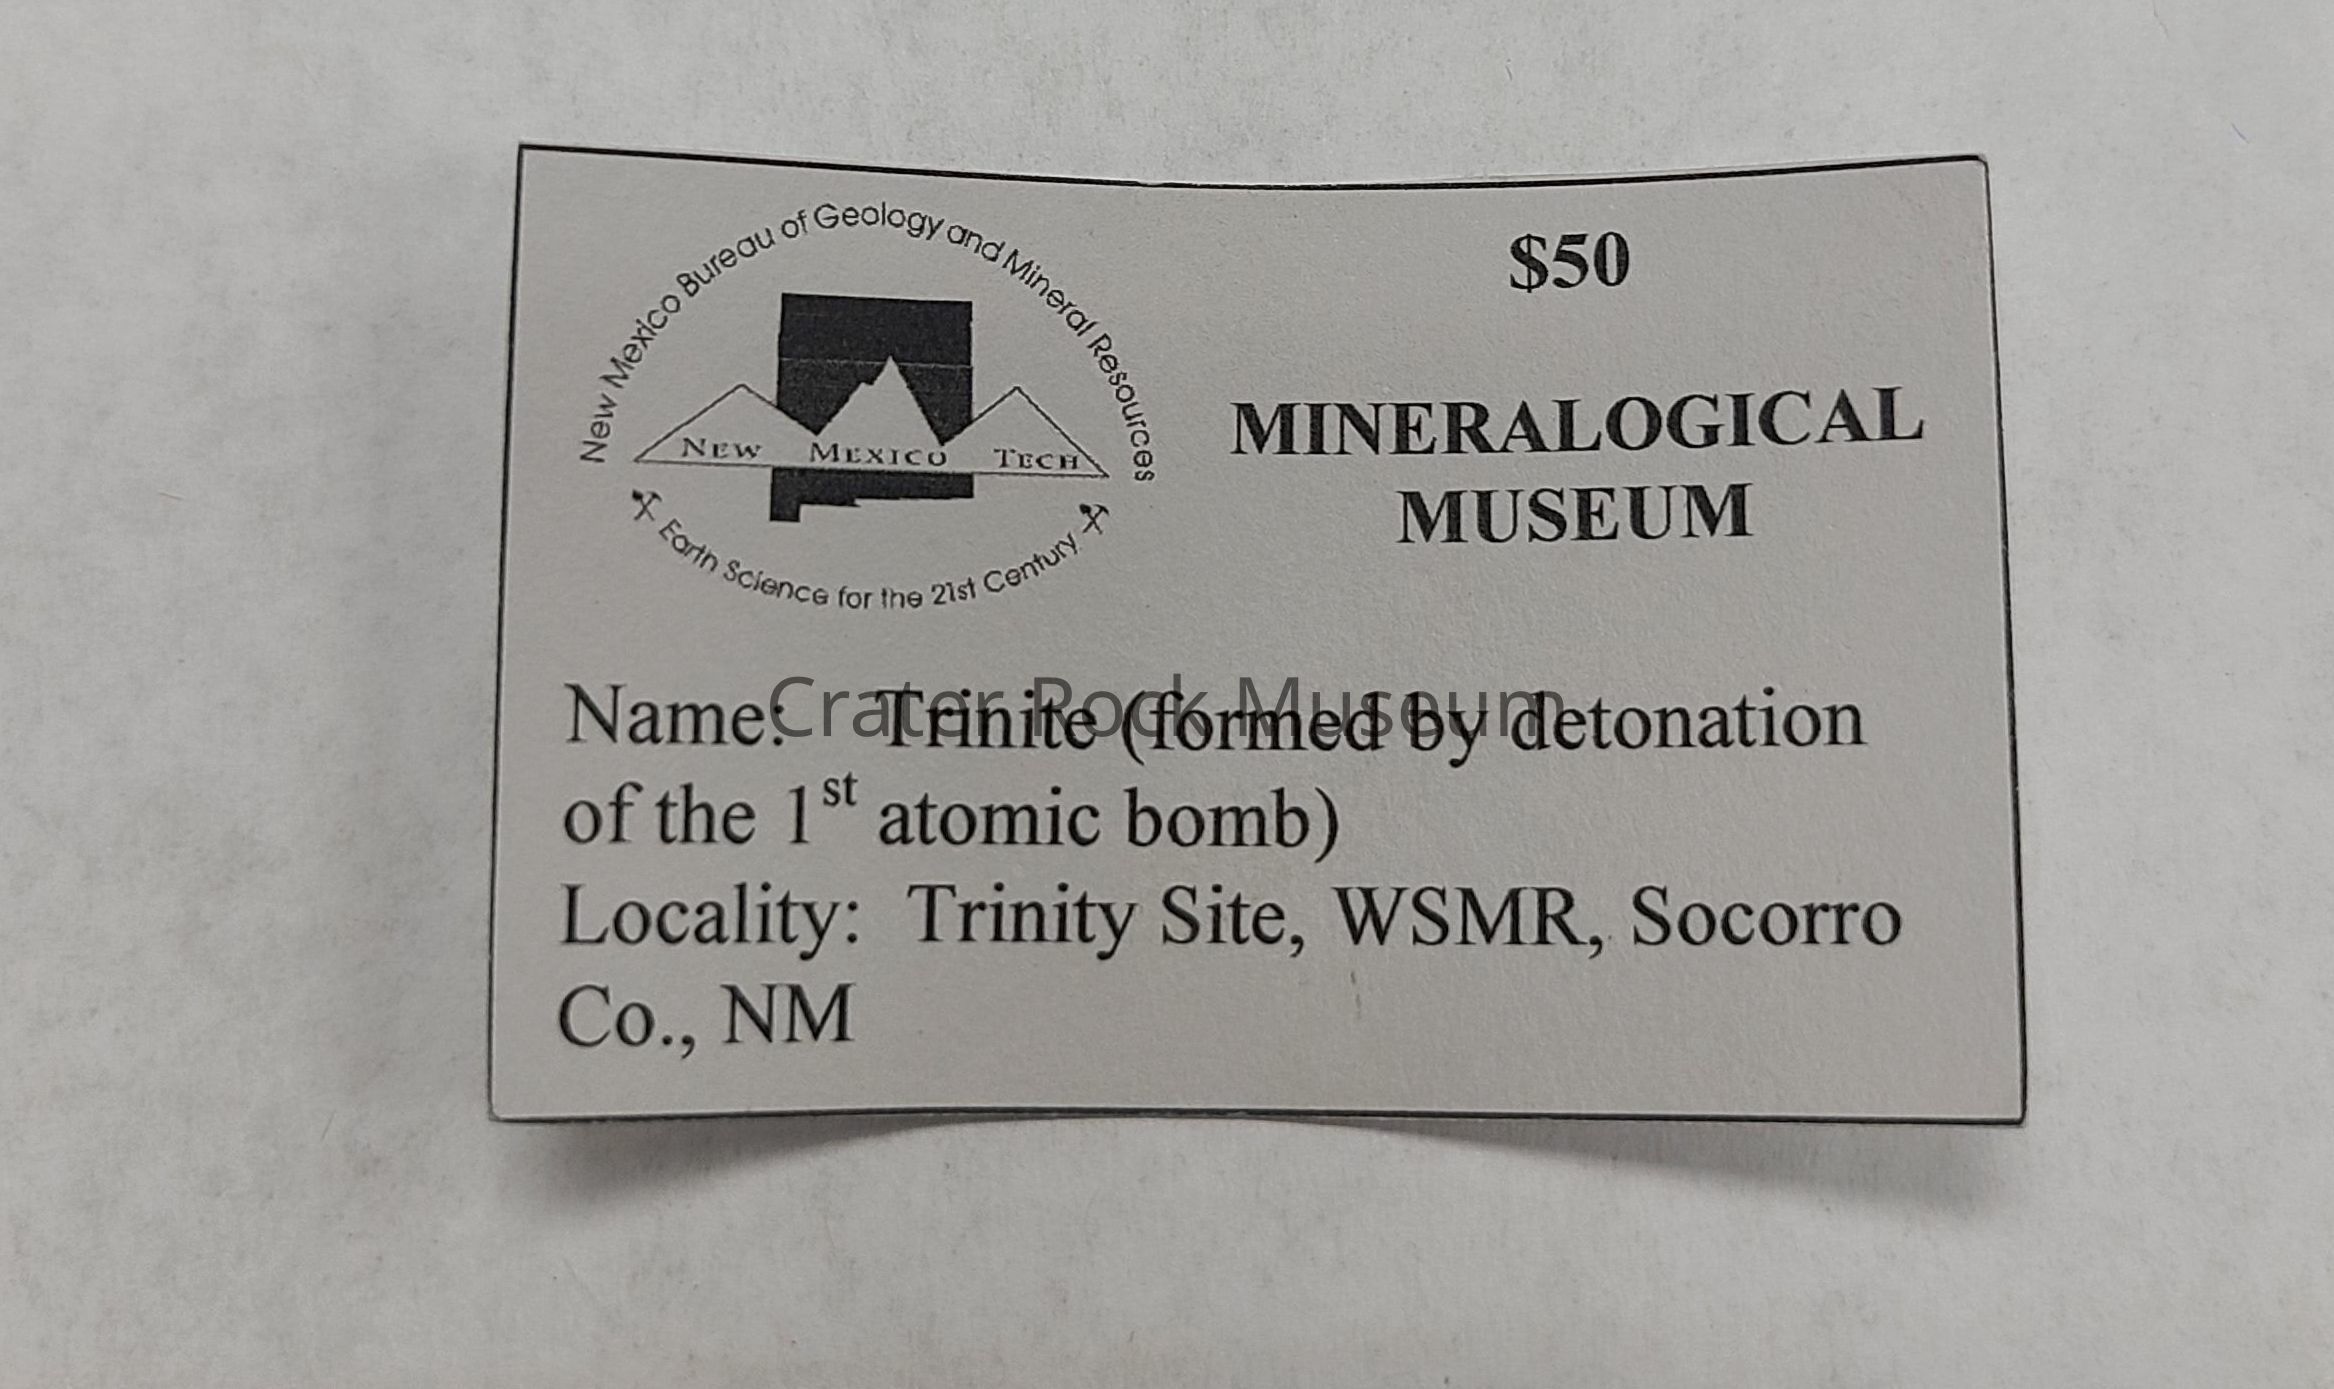 New Mexico Bureau of Geology and Mineral Resources
NEW MEXICO TECH
Earth Science for the 21st Century
$50
MINERALOGICAL
MUSEUM
Name: Trinite (formed by detonation
of the 1st atomic bomb)
Locality: Trinity Site, WSMR, Socorro
Co., NM
Crater Rock Museum